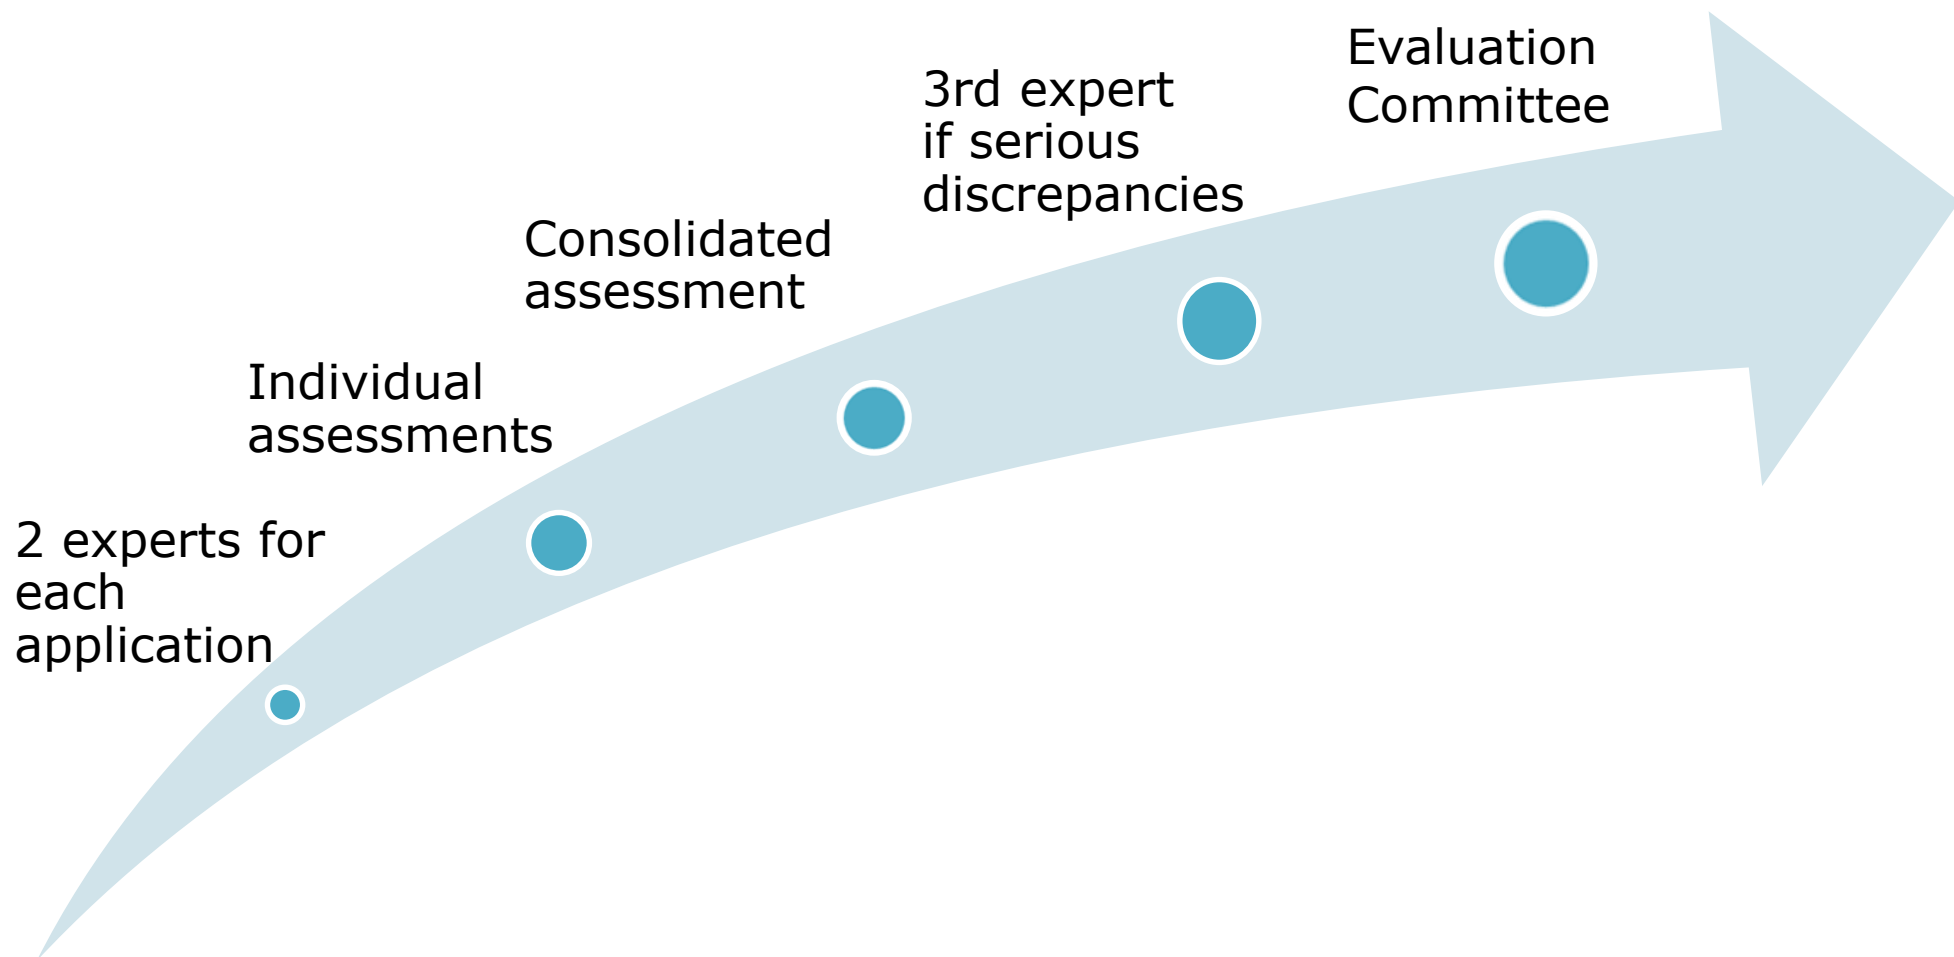 2 experts for
each
application
Individual
assessments
Consolidated
assessment
3rd expert
if serious
discrepancies
Evaluation
Committee